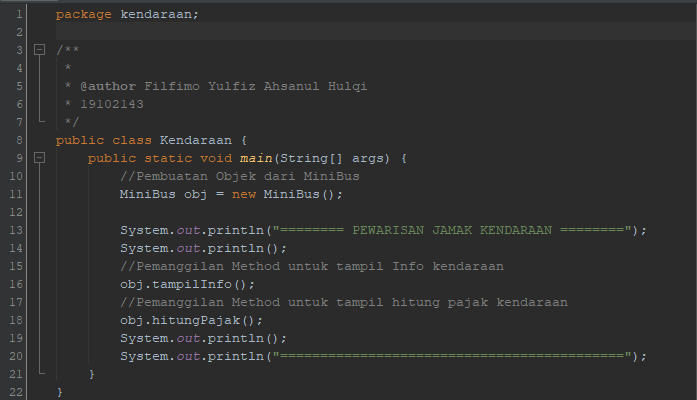 1 package kendaraan;
2
3 /**
4  *
5  * @author Filfimo Yulfiz Ahsanul Hulqi
6  * 19102143
7  */
8 public class Kendaraan {
9     public static void main(String[] args) {
10         //Pembuatan Objek dari MiniBus
11         MiniBus obj = new MiniBus();
12
13         System.out.println("======== PEWARISAN JAMAK KENDARAAN ========");
14         System.out.println();
15         //Pemanggilan Method untuk tampil Info kendaraan
16         obj.tampilInfo();
17         //Pemanggilan Method untuk tampil hitung pajak kendaraan
18         obj.hitungPajak();
19         System.out.println();
20         System.out.println("===========================================");
21     }
22 }